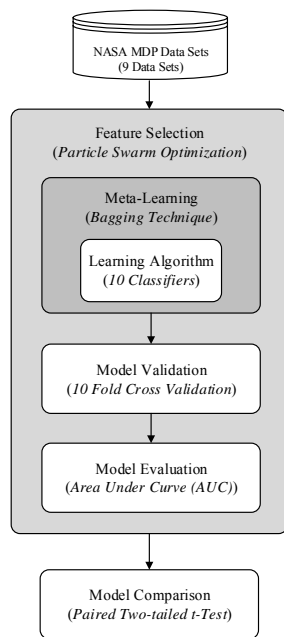 NASA MDP Data Sets
(9 Data Sets)
Feature Selection
(Particle Swarm Optimization)
Meta-Learning
(Bagging Technique)
Learning Algorithm
(10 Classifiers)
Model Validation
(10 Fold Cross Validation)
Model Evaluation
(Area Under Curve (AUC))
Model Comparison
(Paired Two-tailed t-Test)